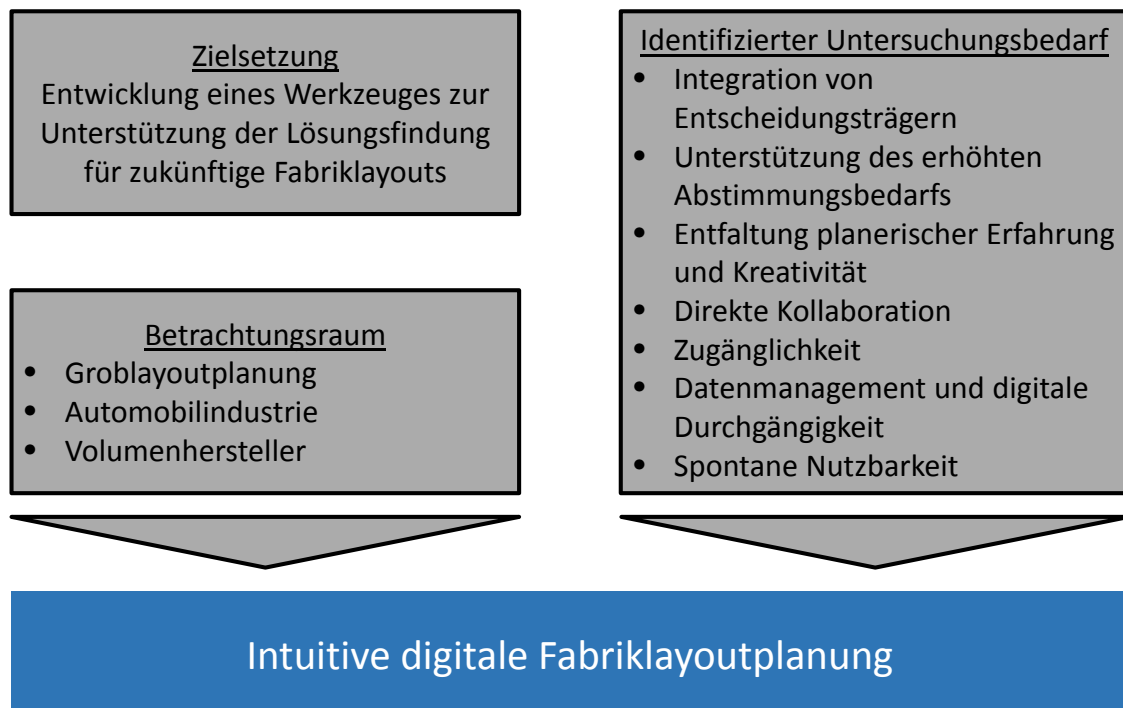 Zielsetzung
Entwicklung eines Werkzeuges zur
Unterstützung der Lösungsfindung
für zukünftige Fabriklayouts
Betrachtungsraum
• Groblayoutplanung
• Automobilindustrie
• Volumenhersteller
Identifizierter Untersuchungsbedarf
• Integration von
Entscheidungsträgern
• Unterstützung des erhöhten
Abstimmungsbedarfs
• Entfaltung planerischer Erfahrung
und Kreativität
• Direkte Kollaboration
• Zugänglichkeit
• Datenmanagement und digitale
Durchgängigkeit
• Spontane Nutzbarkeit
Intuitive digitale Fabriklayoutplanung